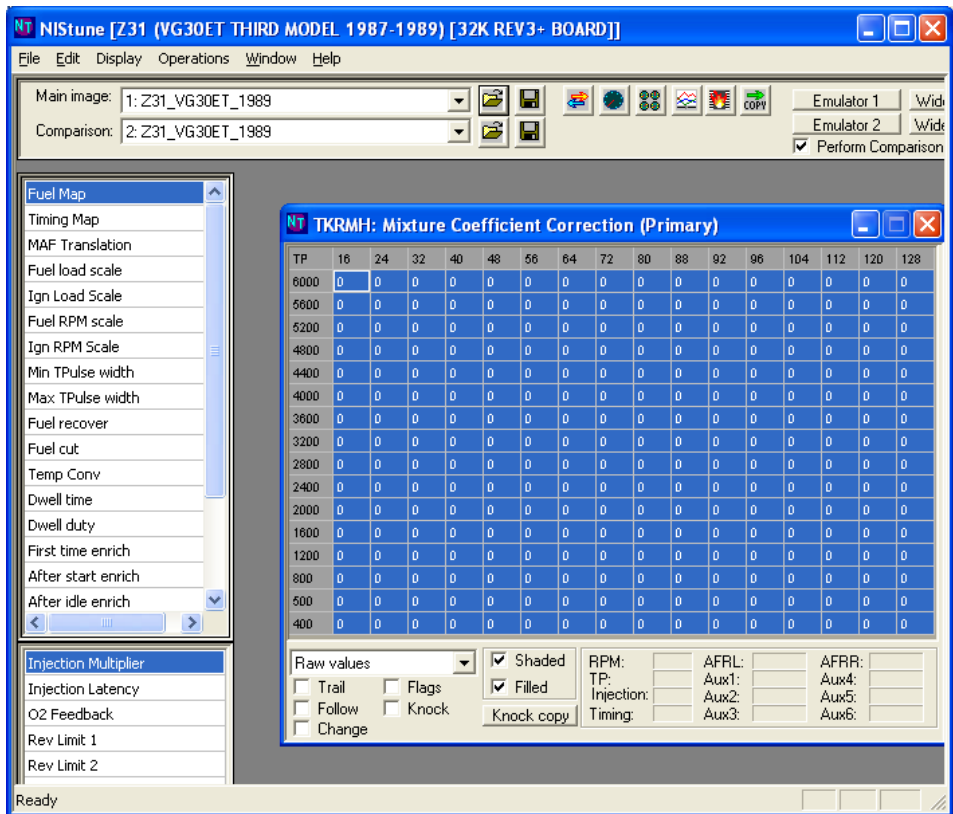 NIStune [Z31 (VG30ET THIRD MODEL 1987-1989) [32K REV3+ BOARD]]
File Edit Display Operations Window Help
Main image: 1: Z31_VG30ET_1989 COPY Emulator 1
Comparison: 2: Z31_VG30ET_1989 Emulator 2
Perform Comparison
Fuel Map
Timing Map
MAF Translation
Fuel load scale
Ign Load Scale
Fuel RPM scale
Ign RPM Scale
Min TPulse width
Max TPulse width
Fuel recover
Fuel cut
Temp Conv
Dwell time
Dwell duty
First time enrich
After start enrich
After idle enrich
Injection Multiplier
Injection Latency
O2 Feedback
Rev Limit 1
Rev Limit 2
TKRMH: Mixture Coefficient Correction (Primary)
TP 16 24 32 40 48 56 64 72 80 88 92 96 104 112 120 128
6000 0 0 0 0 0 0 0 0 0 0 0 0 0 0 0 0
5600 0 0 0 0 0 0 0 0 0 0 0 0 0 0 0 0
5200 0 0 0 0 0 0 0 0 0 0 0 0 0 0 0 0
4800 0 0 0 0 0 0 0 0 0 0 0 0 0 0 0 0
4400 0 0 0 0 0 0 0 0 0 0 0 0 0 0 0 0
4000 0 0 0 0 0 0 0 0 0 0 0 0 0 0 0 0
3600 0 0 0 0 0 0 0 0 0 0 0 0 0 0 0 0
3200 0 0 0 0 0 0 0 0 0 0 0 0 0 0 0 0
2800 0 0 0 0 0 0 0 0 0 0 0 0 0 0 0 0
2400 0 0 0 0 0 0 0 0 0 0 0 0 0 0 0 0
2000 0 0 0 0 0 0 0 0 0 0 0 0 0 0 0 0
1600 0 0 0 0 0 0 0 0 0 0 0 0 0 0 0 0
1200 0 0 0 0 0 0 0 0 0 0 0 0 0 0 0 0
800 0 0 0 0 0 0 0 0 0 0 0 0 0 0 0 0
500 0 0 0 0 0 0 0 0 0 0 0 0 0 0 0 0
400 0 0 0 0 0 0 0 0 0 0 0 0 0 0 0 0
Raw values
Trail Flags
Follow Knock
Change
Shaded
Filled
Knock copy
RPM: AFRL: AFRR:
TP: Aux1: Aux4:
Injection: Aux2: Aux5:
Timing: Aux3: Aux6:
Ready